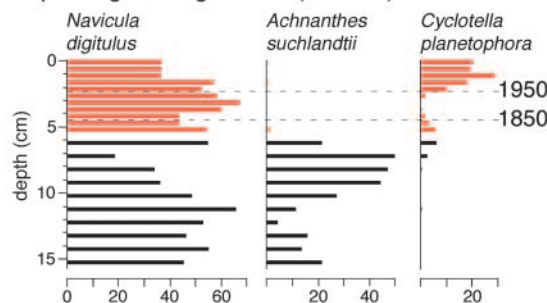 Navicula Achnanthes Cyclotella
digitulus suchlandtii planetophora
0
1950
1850
5
depth (cm)
10
15
0 20 40 60 20 40 20